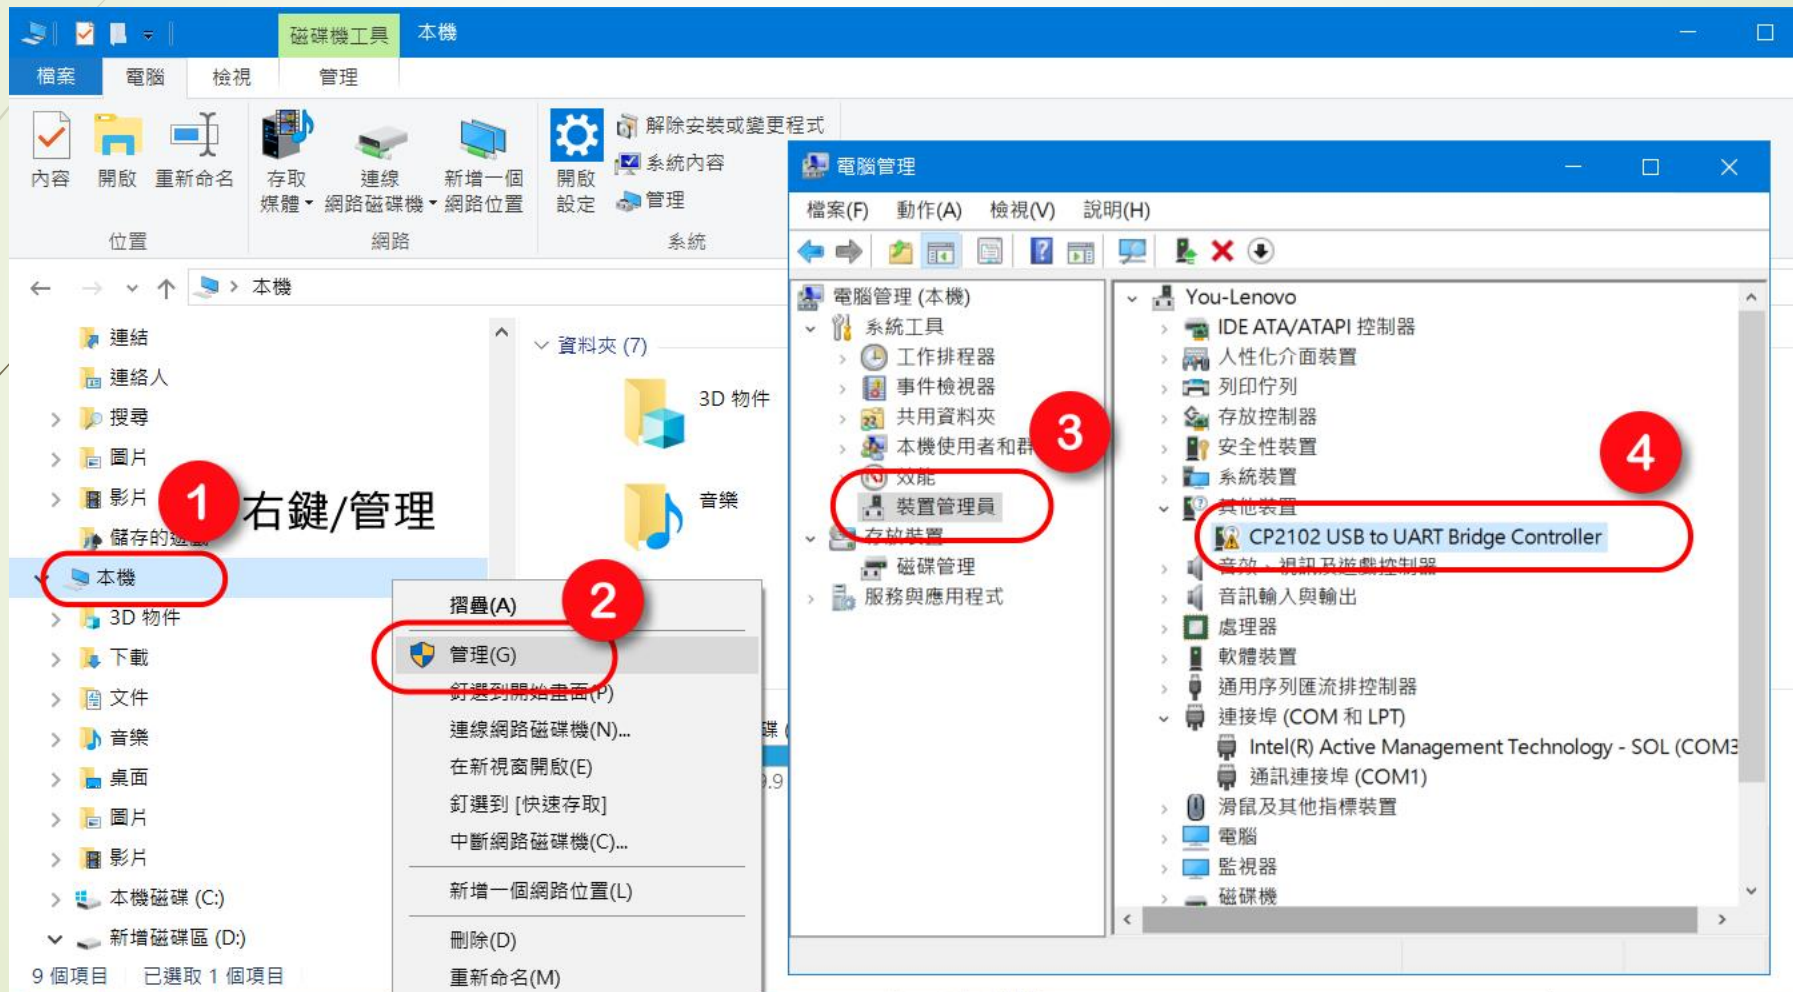 磁碟機工具 本機
檔案 電腦 檢視 管理
內容 開啟 重新命名 存取 連線 新增一個 開啟
媒體 網路磁碟機 網路位置 設定
解除安裝或變更程式
系統內容
管理
位置 網路 系統
本機
連結
連絡人
搜尋
圖片
影片
儲存的遊戲
本機
3D 物件
下載
文件
音樂
桌面
圖片
影片
本機磁碟 (C:)
新增磁碟區 (D:)
9 個項目 已選取 1 個項目
資料夾 (7)
3D 物件
音樂
1
右鍵/管理
2
摺疊(A)
管理(G)
釘選到開始畫面(P)
連線網路磁碟機(N)...
在新視窗開啟(E)
釘選到 [快速存取]
中斷網路磁碟機(C)...
新增一個網路位置(L)
刪除(D)
重新命名(M)
碟 (
9.9
電腦管理
檔案(F) 動作(A) 檢視(V) 說明(H)
電腦管理 (本機)
系統工具
工作排程器
事件檢視器
共用資料夾
本機使用者和群
效能
裝置管理員
存放裝置
磁碟管理
服務與應用程式
3
You-Lenovo
IDE ATA/ATAPI 控制器
人性化介面裝置
列印佇列
存放控制器
安全性裝置
系統裝置
其他裝置
CP2102 USB to UART Bridge Controller
音效、視訊及遊戲控制器
音訊輸入與輸出
處理器
軟體裝置
通用序列匯流排控制器
連接埠 (COM 和 LPT)
Intel(R) Active Management Technology - SOL (COM3
通訊連接埠 (COM1)
滑鼠及其他指標裝置
電腦
監視器
磁碟機
4